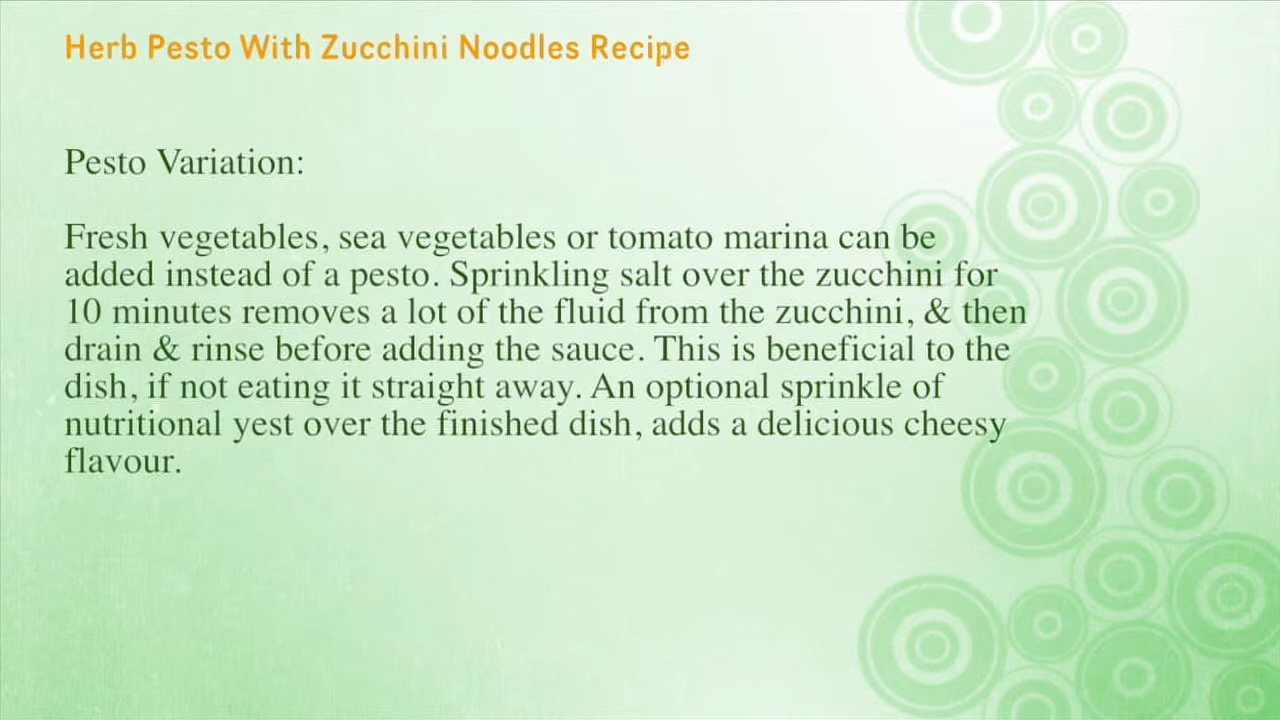 Herb Pesto With Zucchini Noodles Recipe
Pesto Variation:
Fresh vegetables, sea vegetables or tomato marina can be
added instead of a pesto. Sprinkling salt over the zucchini for
10 minutes removes a lot of the fluid from the zucchini, & then
drain & rinse before adding the sauce. This is beneficial to the
dish, if not eating it straight away. An optional sprinkle of
nutritional yest over the finished dish, adds a delicious cheesy
flavour.